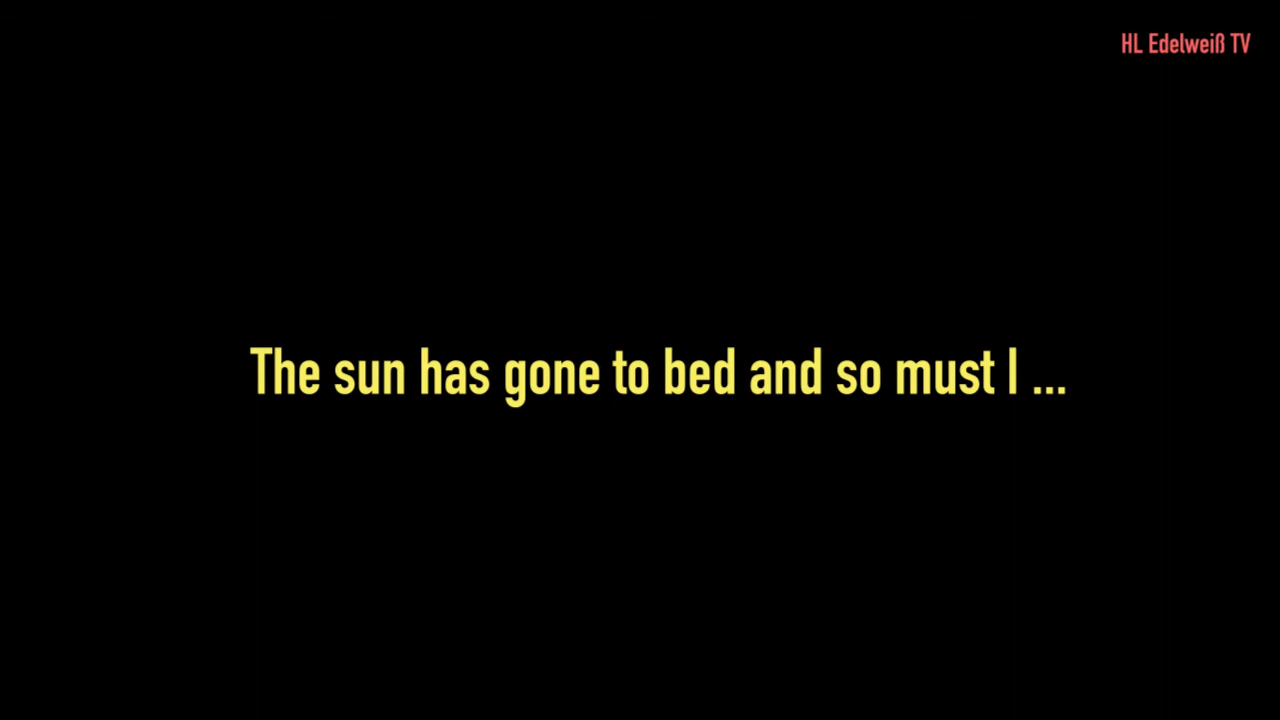 HL Edelweiß TV
The sun has gone to bed and so must I ...